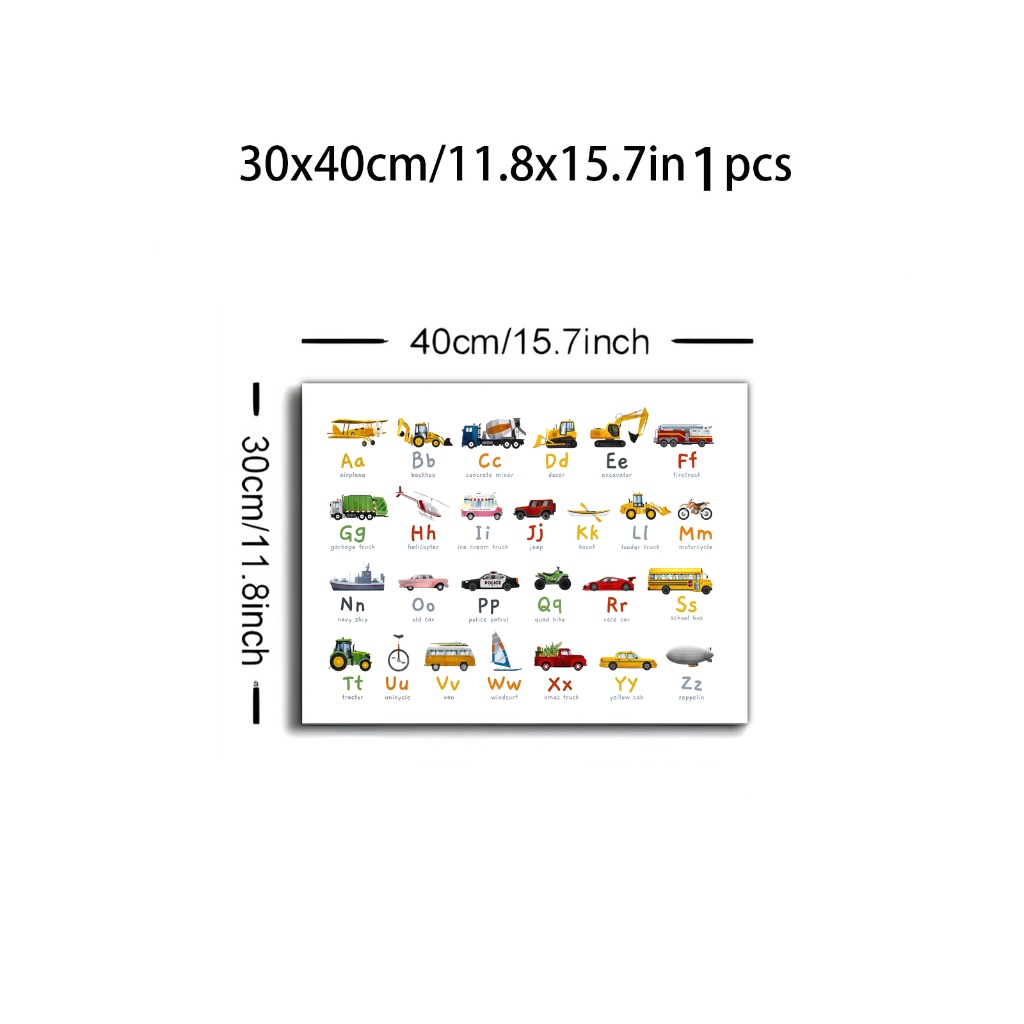 30x40cm/11.8x15.7in 1pcs
40cm/15.7inch
30cm/11.8inch
Aa Bb Cc Dd Ee Ff
airplane backhoe concrete mixer dozer excavator firetruck
Gg Hh Ii Jj Kk Ll Mm
garbage truck helicopter ice cream truck jeep kayak loader truck motorcycle
POLICE
Nn Oo Pp Qq Rr Ss
navy ship old car police patrol quad bike race car school bus
Tt Uu Vv Ww Xx Yy Zz
tractor unicycle van windsurf xmas truck yellow cab zeppelin